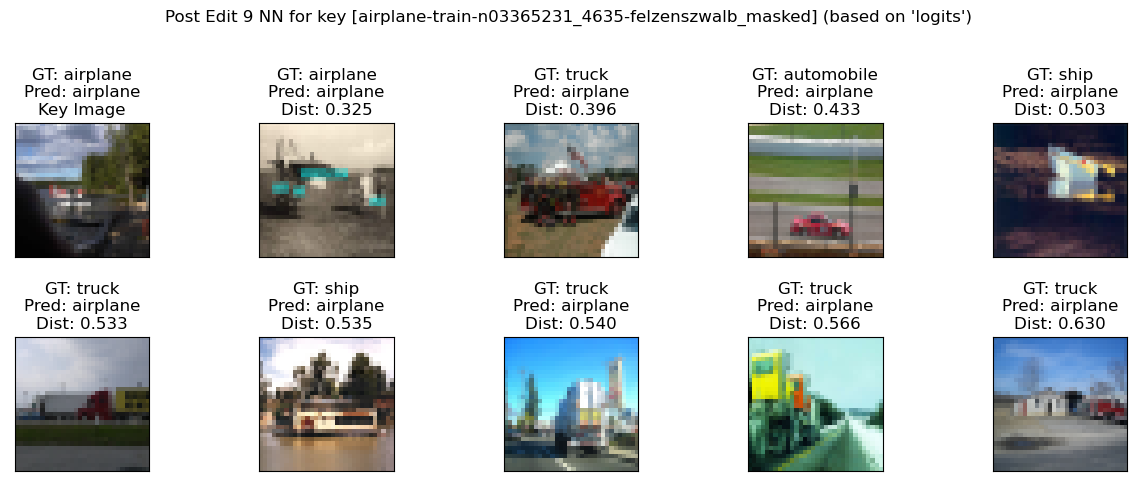 Post Edit 9 NN for key [airplane-train-n03365231_4635-felzenszwalb_masked] (based on 'logits')
GT: airplane
Pred: airplane
Key Image
GT: airplane
Pred: airplane
Dist: 0.325
GT: truck
Pred: airplane
Dist: 0.396
GT: automobile
Pred: airplane
Dist: 0.433
GT: ship
Pred: airplane
Dist: 0.503
GT: truck
Pred: airplane
Dist: 0.533
GT: ship
Pred: airplane
Dist: 0.535
GT: truck
Pred: airplane
Dist: 0.540
GT: truck
Pred: airplane
Dist: 0.566
GT: truck
Pred: airplane
Dist: 0.630